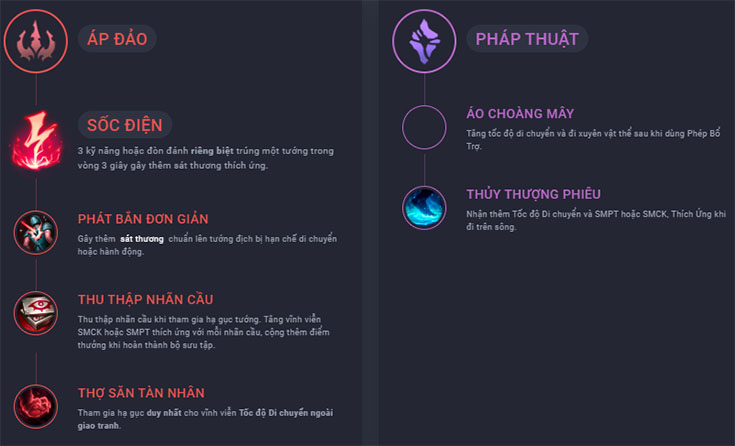 ÁP ĐẢO
SỐC ĐIỆN
3 kỹ năng hoặc đòn đánh riêng biệt trúng một tướng trong
vòng 3 giây gây thêm sát thương thích ứng.
PHÁT BẮN ĐƠN GIẢN
Gây thêm sát thương chuẩn lên tướng địch bị hạn chế di chuyển
hoặc hành động.
THU THẬP NHÃN CẦU
Thu thập nhãn cầu khi tham gia hạ gục tướng. Tăng vĩnh viễn
SMCK hoặc SMPT thích ứng với mỗi nhãn cầu, cộng thêm điểm
thưởng khi hoàn thành bộ sưu tập.
THỢ SĂN TÀN NHẪN
Tham gia hạ gục duy nhất cho vĩnh viễn Tốc độ Di chuyển ngoài
giao tranh.
PHÁP THUẬT
ÁO CHOÀNG MÂY
Tăng tốc độ di chuyển và đi xuyên vật thể sau khi dùng Phép Bổ
Trợ.
THỦY THƯỢNG PHIÊU
Nhận thêm Tốc độ Di chuyển và SMPT hoặc SMCK, Thích Ứng khi
đi trên sông.